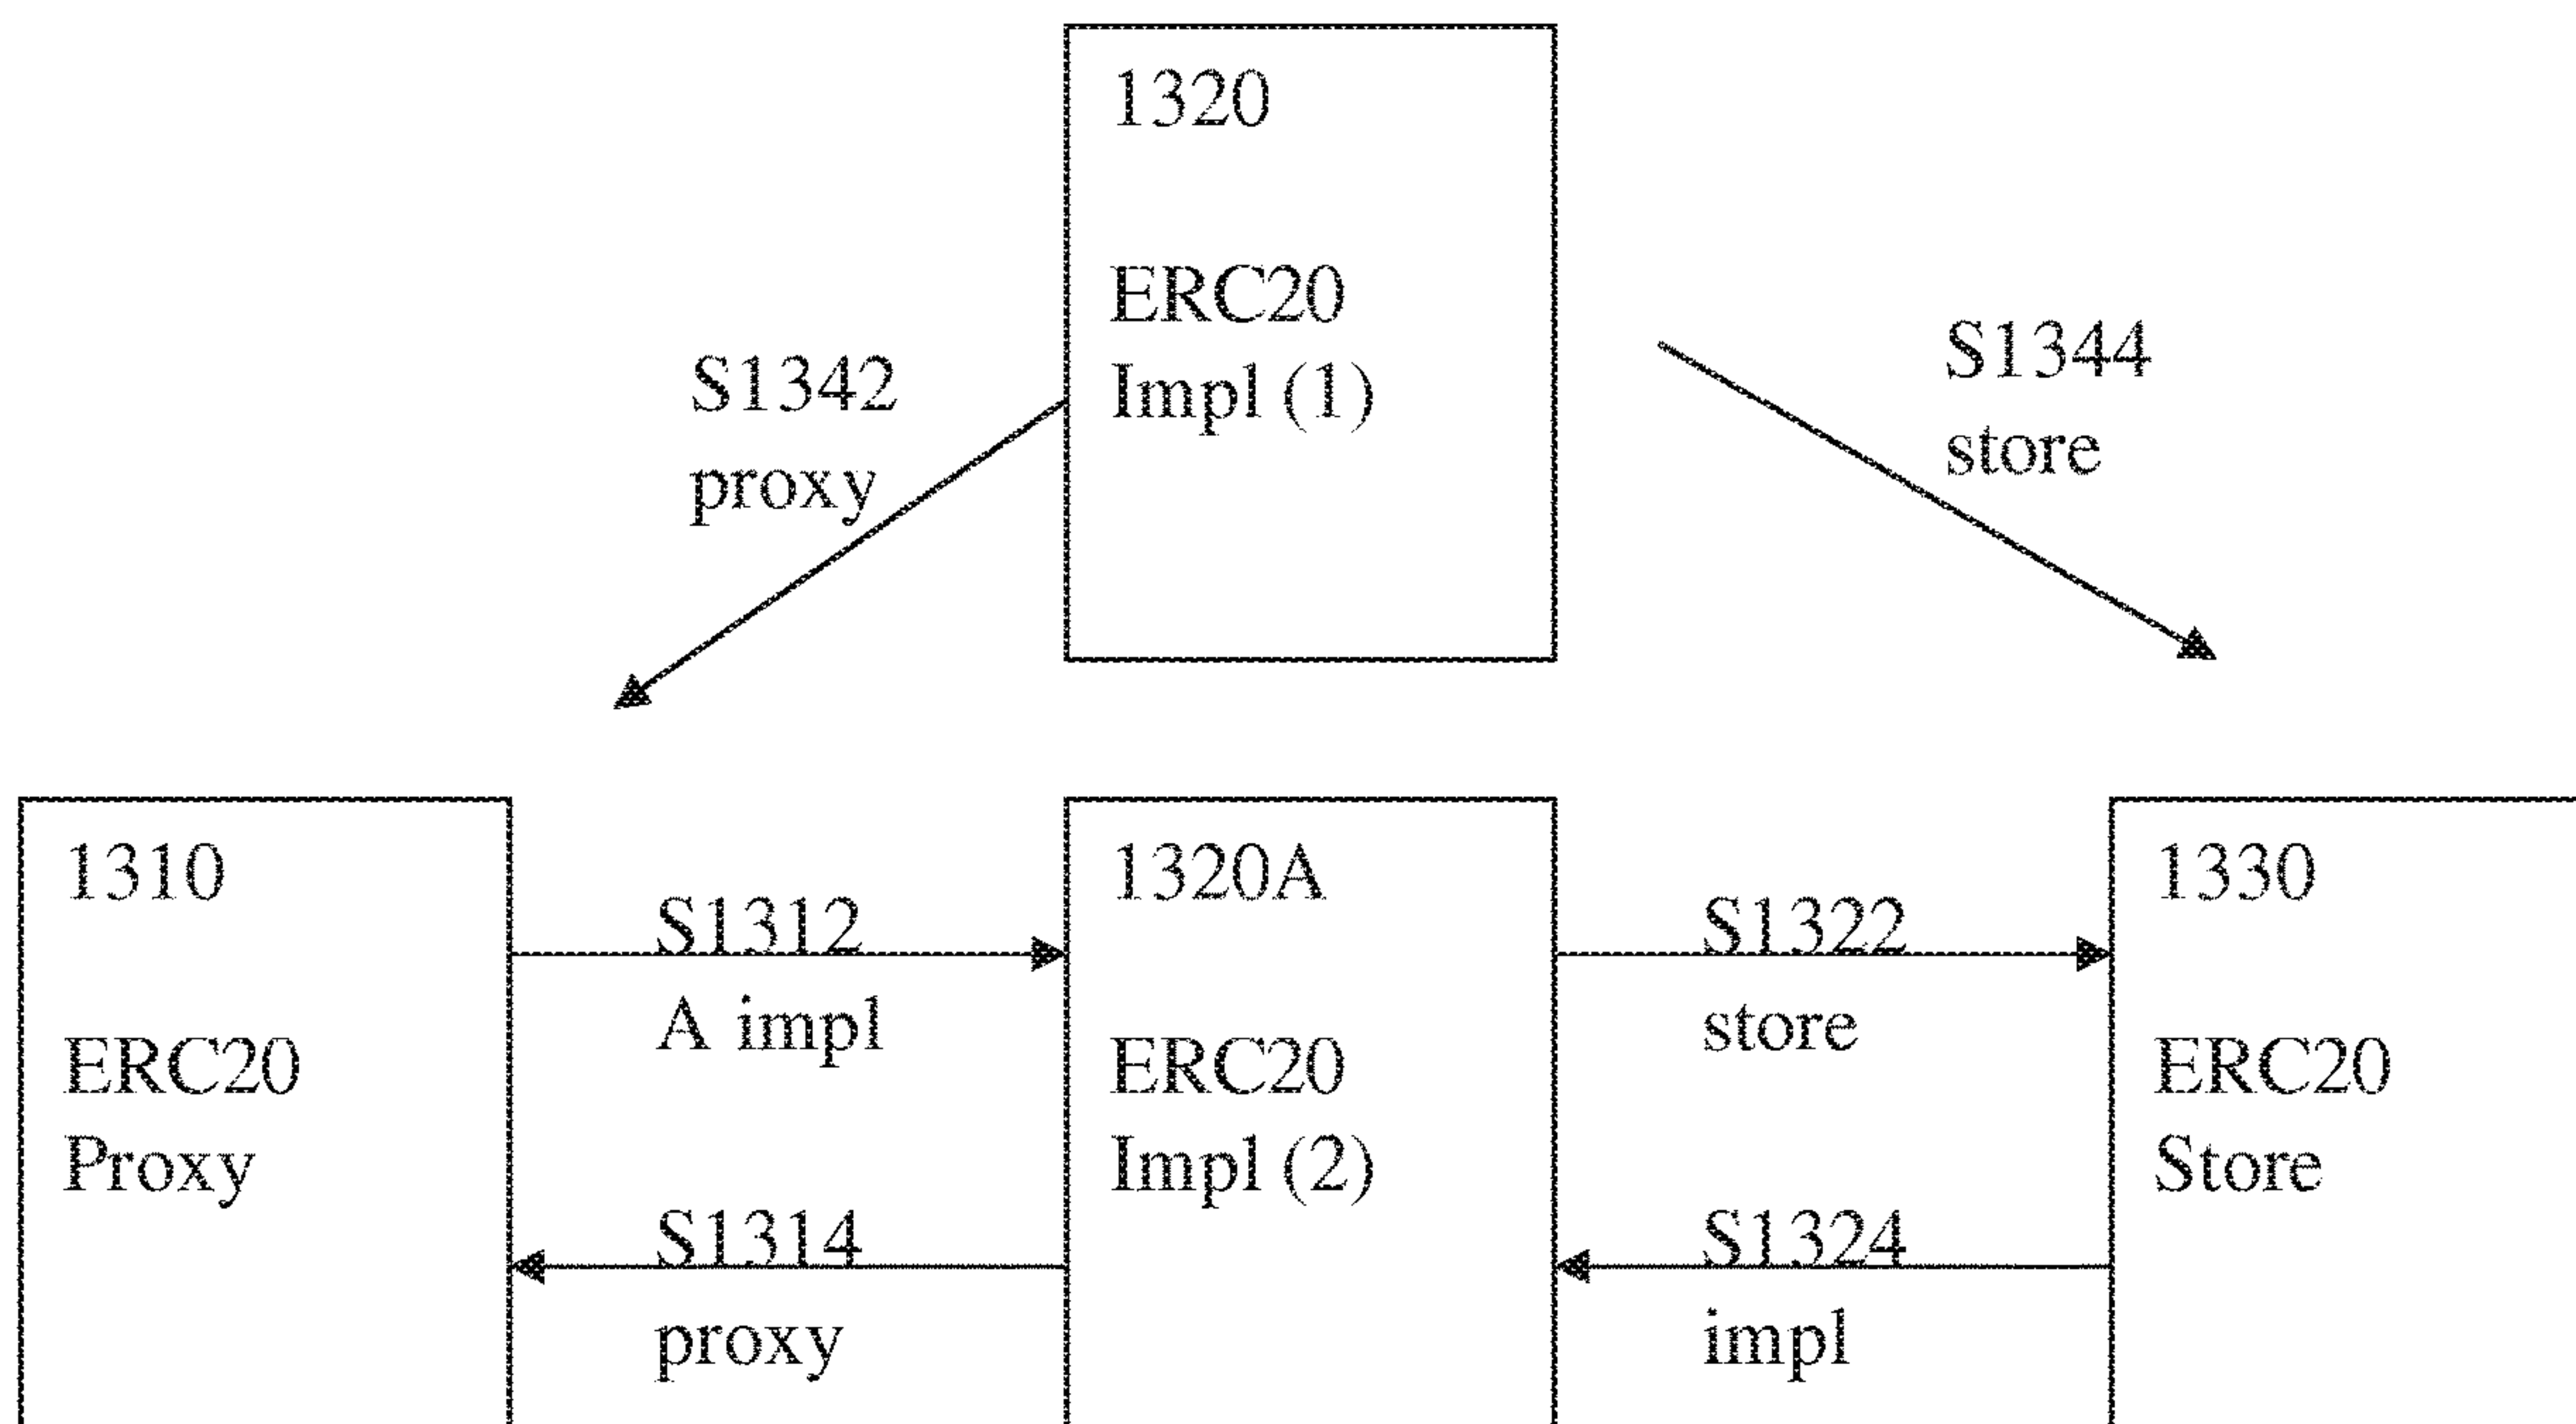 1320
ERC20
Impl (1)
S1342
proxy
S1344
store
1310
ERC20
Proxy
S1312
A impl
S1314
proxy
1320A
ERC20
Impl (2)
S1322
store
S1324
impl
1330
ERC20
Store